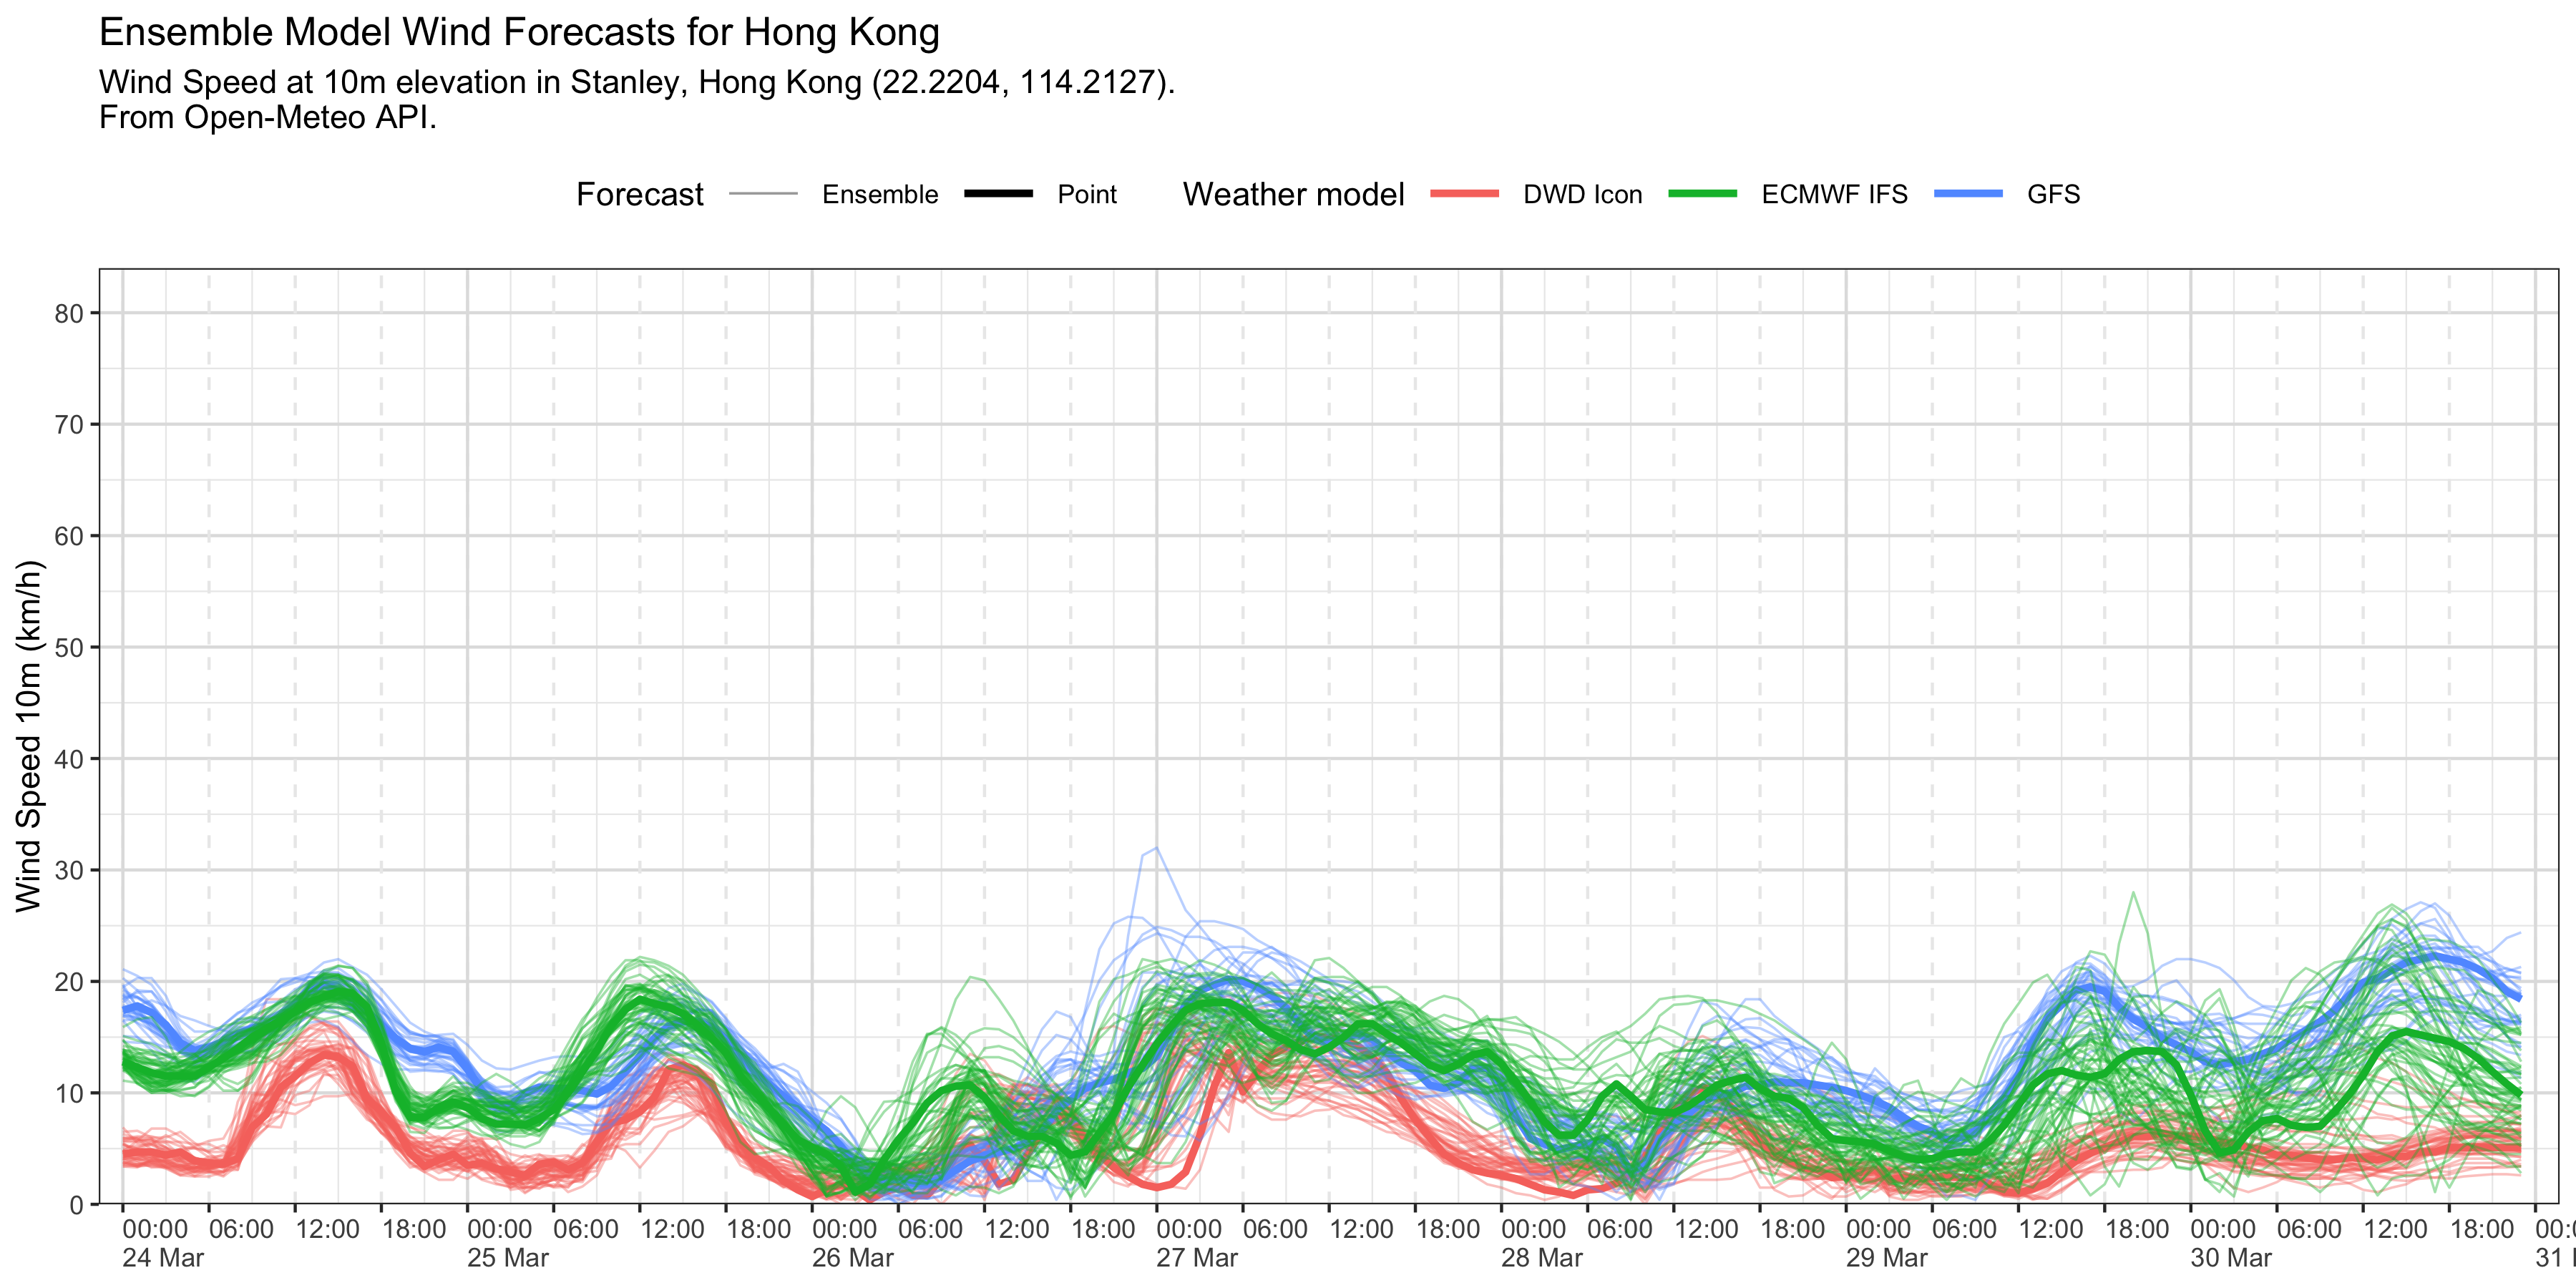 Ensemble Model Wind Forecasts for Hong Kong
Wind Speed at 10m elevation in Stanley, Hong Kong (22.2204, 114.2127).
From Open-Meteo API.
Forecast Ensemble Point Weather model DWD Icon ECMWF IFS GFS
Wind Speed 10m (km/h)
80
70
60
50
40
30
20
10
0
00:00 06:00 12:00 18:00 00:00 06:00 12:00 18:00 00:00 06:00 12:00 18:00 00:00 06:00 12:00 18:00 00:00 06:00 12:00 18:00 00:00 06:00 12:00 18:00 00:00 06:00 12:00 18:00
24 Mar 25 Mar 26 Mar 27 Mar 28 Mar 29 Mar 30 Mar 31